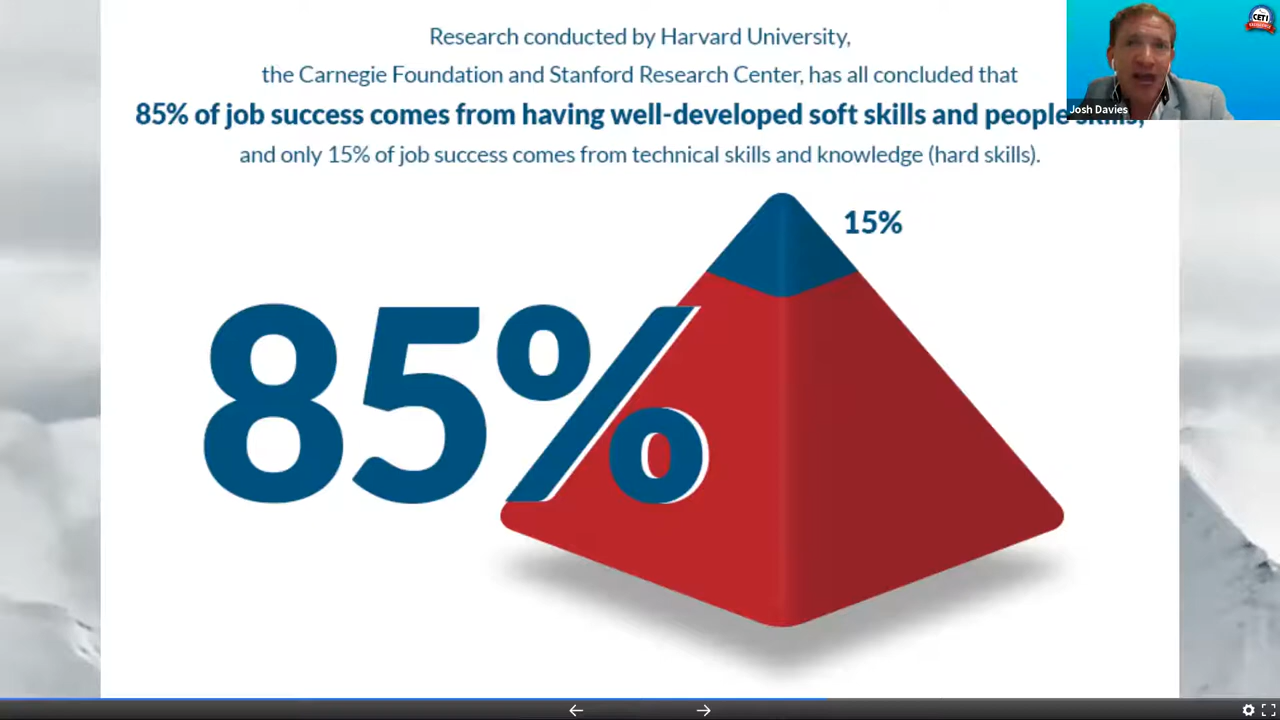 Research conducted by Harvard University,
the Carnegie Foundation and Stanford Research Center, has all concluded that
85% of job success comes from having well-developed soft skills and people skills,
and only 15% of job success comes from technical skills and knowledge (hard skills).
15%
85%
Josh Davies
CETI